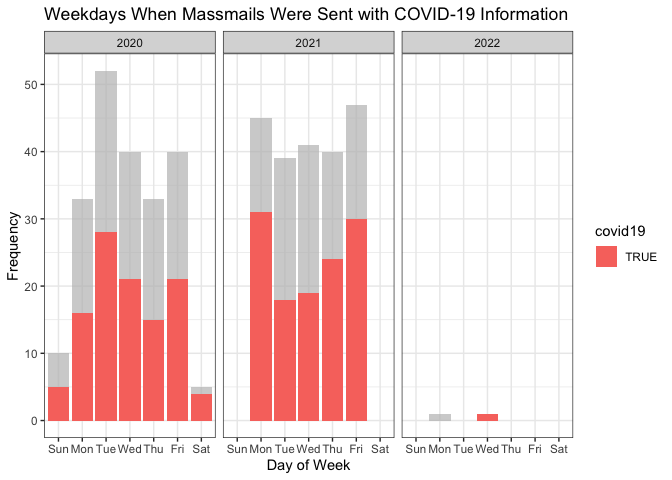 Weekdays When Massmails Were Sent with COVID-19 Information
2020 2021 2022
Frequency
50
40
30
20
10
0
covid19
TRUE
Sun Mon Tue Wed Thu Fri Sat Sun Mon Tue Wed Thu Fri Sat Sun Mon Tue Wed Thu Fri Sat
Day of Week